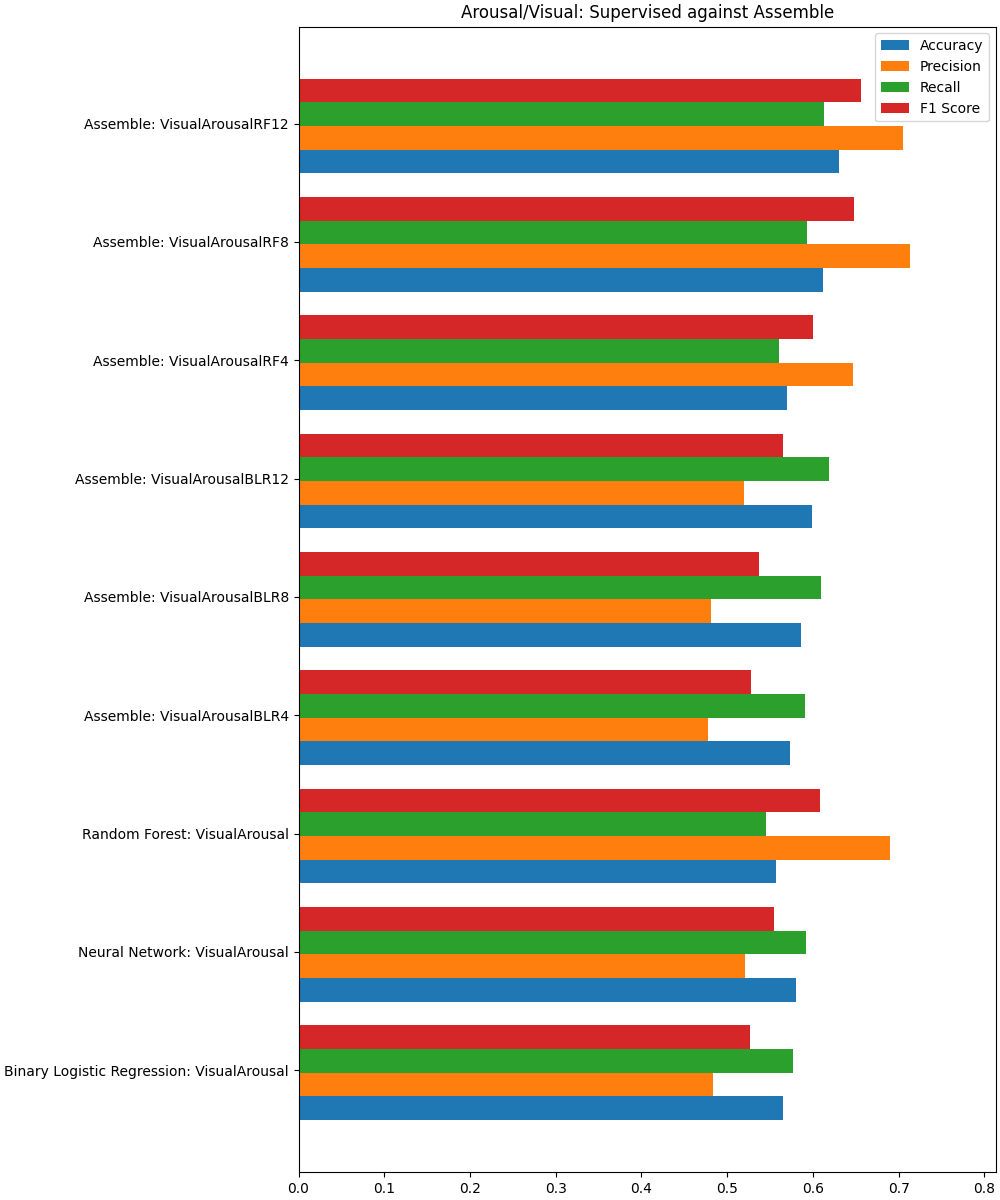 Arousal/Visual: Supervised against Assemble
Accuracy
Precision
Recall
F1 Score
Assemble: VisualArousalRF12
Assemble: VisualArousalRF8
Assemble: VisualArousalRF4
Assemble: VisualArousalBLR12
Assemble: VisualArousalBLR8
Assemble: VisualArousalBLR4
Random Forest: VisualArousal
Neural Network: VisualArousal
Binary Logistic Regression: VisualArousal
0.0 0.1 0.2 0.3 0.4 0.5 0.6 0.7 0.8